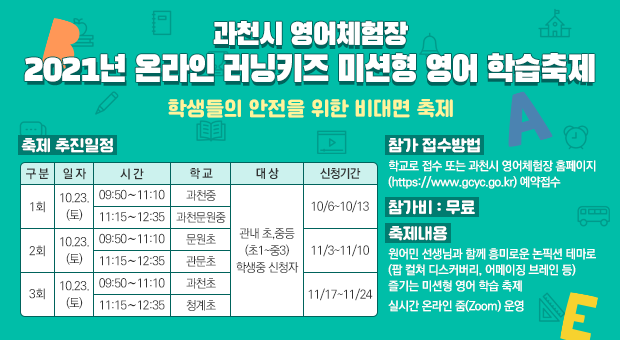 과천시 영어체험장
2021년 온라인 러닝키즈 미션형 영어 학습축제
학생들의 안전을 위한 비대면 축제
축제 추진일정
구분 일자 시간 학교 대상 신청기간
1회 10.23.(토) 09:50~11:10 과천중 관내 초,중등 (초1~중3) 학생중 신청자 10/6~10/13
11:15~12:35 과천문원중
2회 10.23.(토) 09:50~11:10 문원초 11/3~11/10
11:15~12:35 관문초
3회 10.23.(토) 09:50~11:10 과천초 11/17~11/24
11:15~12:35 청계초
참가 접수방법
학교로 접수 또는 과천시 영어체험장 홈페이지
(https://www.gcyc.go.kr) 예약접수
참가비 : 무료
축제내용
원어민 선생님과 함께 흥미로운 논픽션 테마로
(팝 컬쳐 디스커버리, 어메이징 브레인 등)
즐기는 미션형 영어 학습 축제
실시간 온라인 줌(Zoom) 운영
B
A
E